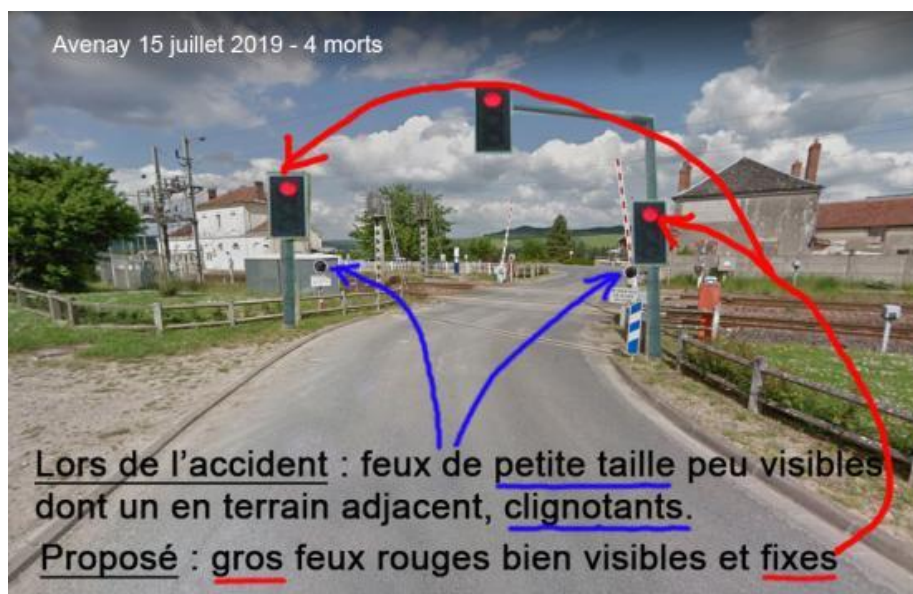 Avenay 15 juillet 2019 - 4 morts
Lors de l'accident : feux de petite taille peu visibles
dont un en terrain adjacent, clignotants.
Proposé : gros feux rouges bien visibles et fixes